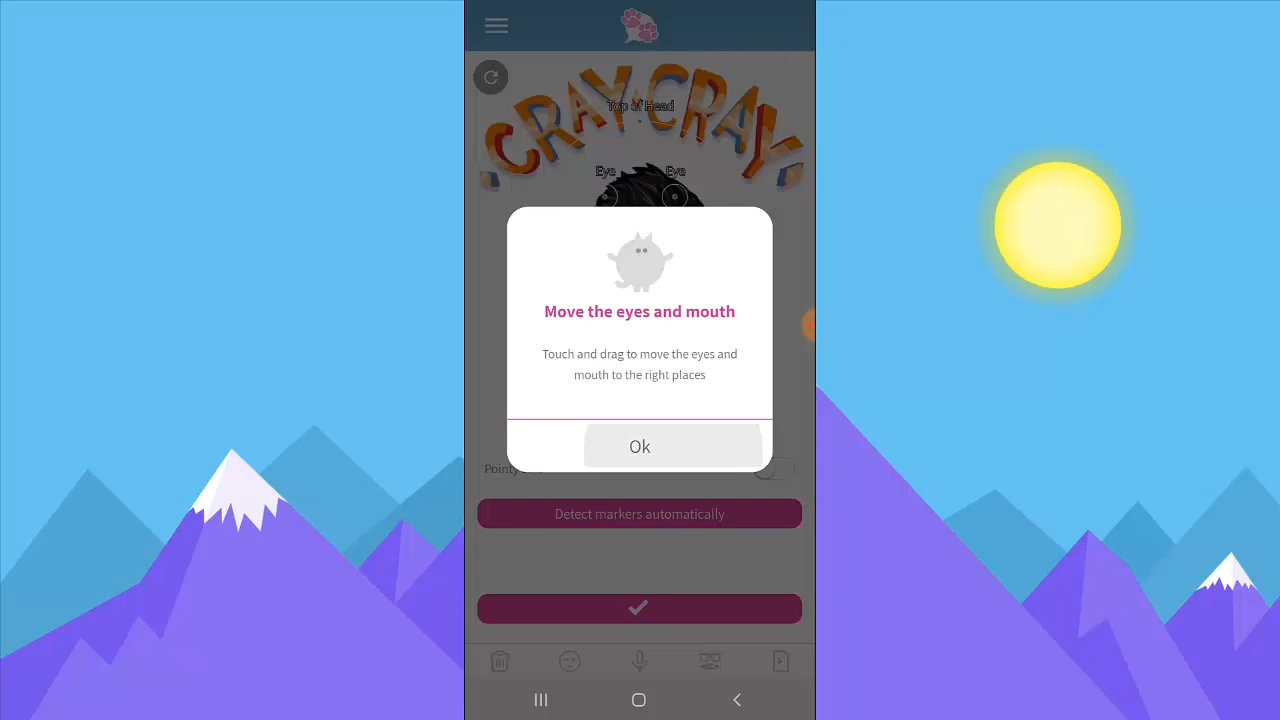 CRAY CRAY
Top of Head
Eye Eye
Move the eyes and mouth
Touch and drag to move the eyes and
mouth to the right places
Ok
Pointy
Detect markers automatically